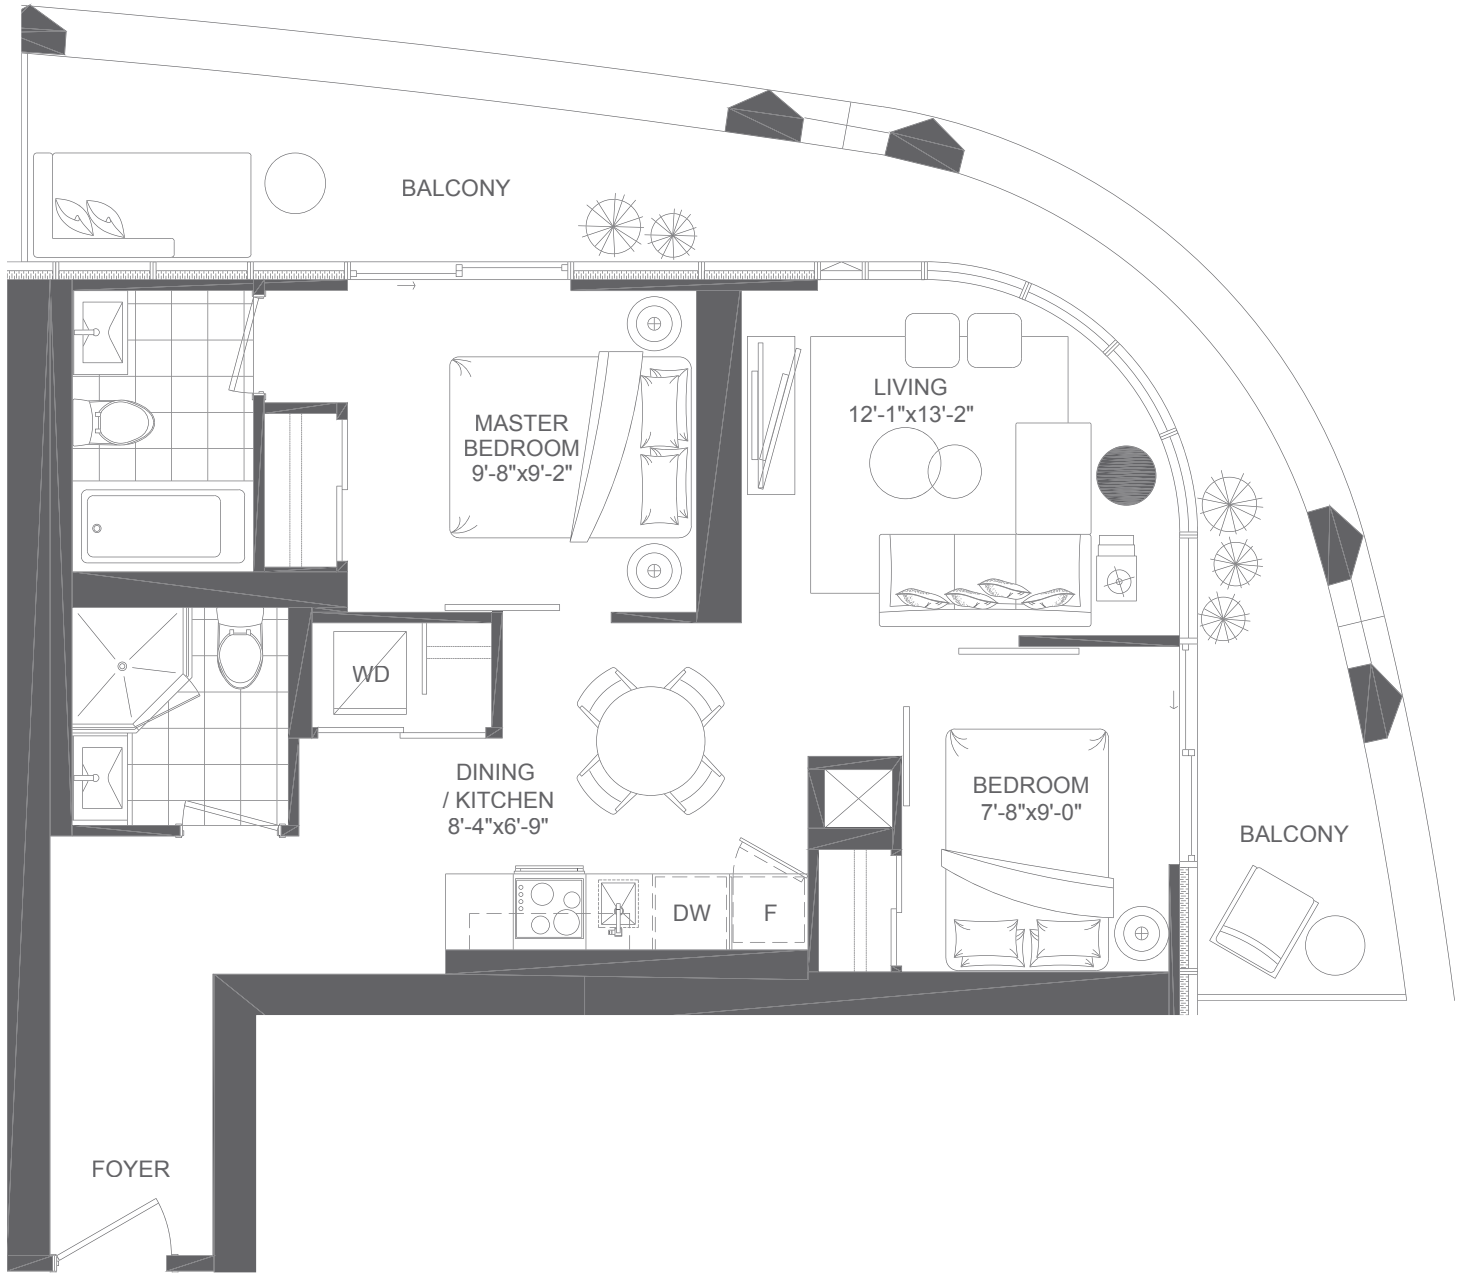 BALCONY
LIVING
12'-1"x13'-2"
MASTER
BEDROOM
9'-8"x9'-2"
WD
DINING
/ KITCHEN
8'-4"x6'-9"
BEDROOM
7'-8"x9'-0"
BALCONY
DW
F
FOYER